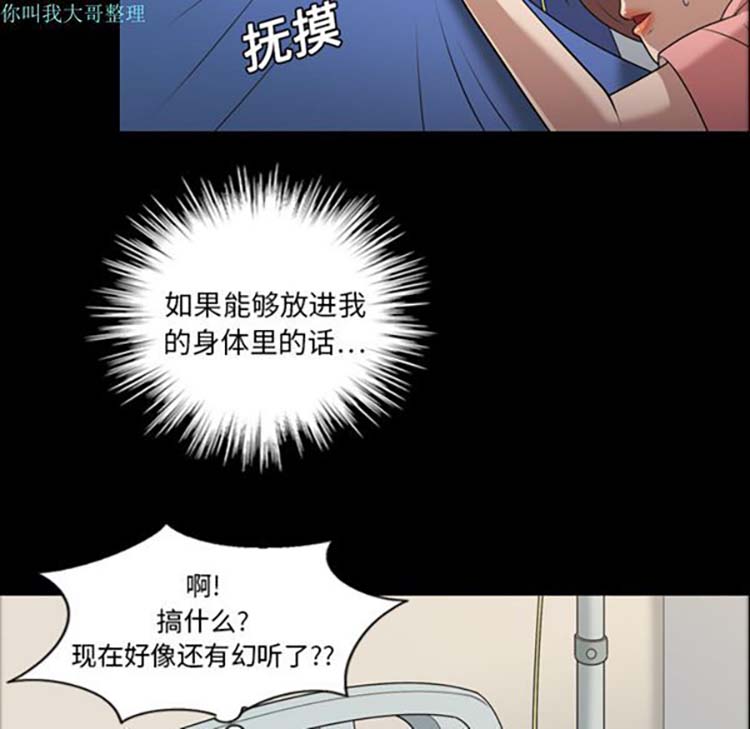 你叫我大哥整理
抚摸
如果能够放进我
的身体里的话...
啊!
搞什么?
现在好像还有幻听了??